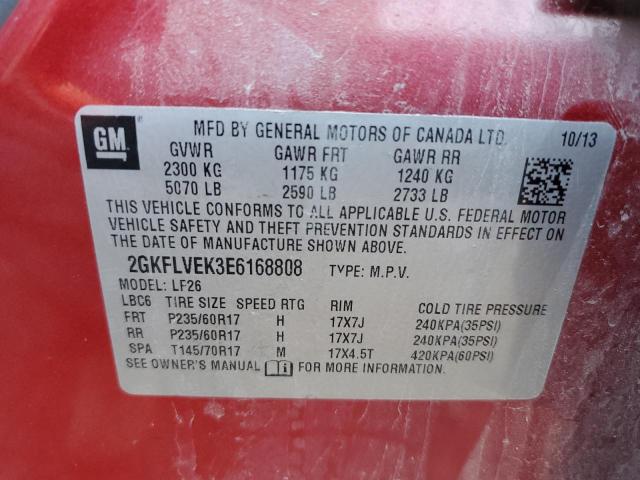 GM
MFD BY GENERAL MOTORS OF CANADA LTD. 10/13
GVWR GAWR FRT GAWR RR
2300 KG 1175 KG 1240 KG
5070 LB 2590 LB 2733 LB
THIS VEHICLE CONFORMS TO ALL APPLICABLE U.S. FEDERAL MOTOR
VEHICLE SAFETY AND THEFT PREVENTION STANDARDS IN EFFECT ON
THE DATE OF MANUFACTURE SHOWN ABOVE.
2GKFLVEK3E6168808 TYPE: M.P.V.
MODEL: LF26
LBC6 TIRE SIZE SPEED RTG RIM COLD TIRE PRESSURE
FRT P235/60R17 H 17X7J 240KPA(35PSI)
RR P235/60R17 H 17X7J 240KPA(35PSI)
SPA T145/70R17 M 17X4.5T 420KPA(60PSI)
SEE OWNER'S MANUAL i FOR MORE INFORMATION.